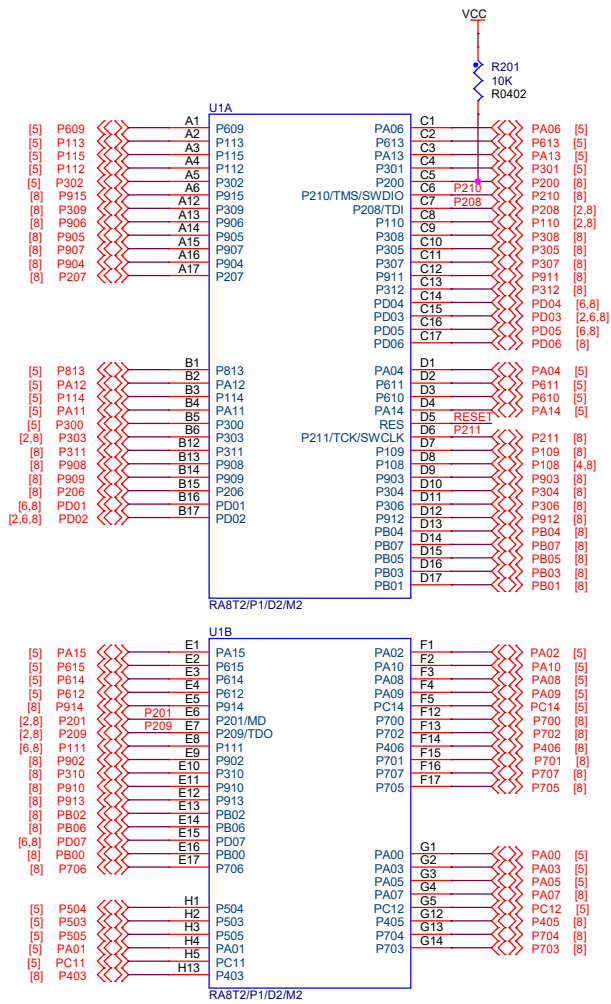 VCC
R201
10K
R0402
U1A
[5] P609 A1 P609 PA06 C1 PA06 [5]
[5] P113 A2 P113 P613 C2 P613 [5]
[5] P115 A3 P115 PA13 C3 PA13 [5]
[5] P112 A4 P112 P301 C4 P301 [5]
[5] P302 A5 P302 P200 C5 P200 [8]
[8] P915 A6 P915 P210/TMS/SWDIO C6 P210 P210 [8]
[8] P309 A12 P309 P208/TDI C7 P208 P208 [2,8]
[8] P906 A13 P906 P110 C8 P110 [2,8]
[8] P905 A14 P905 P308 C9 P308 [8]
[8] P907 A15 P907 P305 C10 P305 [8]
[8] P904 A16 P904 P307 C11 P307 [8]
[8] P207 A17 P207 P911 C12 P911 [8]
P312 C13 P312 [8]
PD04 C14 PD04 [6,8]
PD03 C15 PD03 [2,6,8]
PD05 C16 PD05 [6,8]
PD06 C17 PD06 [8]
[5] P813 B1 P813 PA04 D1 PA04 [5]
[5] PA12 B2 PA12 P611 D2 P611 [5]
[5] P114 B3 P114 P610 D3 P610 [5]
[5] PA11 B4 PA11 PA14 D4 PA14 [5]
[5] P300 B5 P300 RES D5 RESET
[2,8] P303 B6 P303 P211/TCK/SWCLK D6 P211 P211 [8]
[8] P311 B12 P311 P109 D7 P109 [8]
[8] P908 B13 P908 P108 D8 P108 [4,8]
[8] P909 B14 P909 P903 D9 P903 [8]
[8] P206 B15 P206 P304 D10 P304 [8]
[6,8] PD01 B16 PD01 P306 D11 P306 [8]
[2,6,8] PD02 B17 PD02 P912 D12 P912 [8]
PB04 D13 PB04 [8]
PB07 D14 PB07 [8]
PB05 D15 PB05 [8]
PB03 D16 PB03 [8]
PB01 D17 PB01 [8]
RA8T2/P1/D2/M2
U1B
[5] PA15 E1 PA15 PA02 F1 PA02 [5]
[5] P615 E2 P615 PA10 F2 PA10 [5]
[5] P614 E3 P614 PA08 F3 PA08 [5]
[5] P612 E4 P612 PA09 F4 PA09 [5]
[8] P914 E5 P914 PC14 F5 PC14 [5]
[2,8] P201 P201 E6 P201/MD P700 F12 P700 [8]
[2,8] P209 P209 E7 P209/TDO P702 F13 P702 [8]
[6,8] P111 E8 P111 P406 F14 P406 [8]
[8] P902 E9 P902 P701 F15 P701 [8]
[8] P310 E10 P310 P707 F16 P707 [8]
[8] P910 E11 P910 P705 F17 P705 [8]
[8] P913 E12 P913
[8] PB02 E13 PB02
[8] PB06 E14 PB06
[6,8] PD07 E15 PD07
[8] PB00 E16 PB00 PA00 G1 PA00 [5]
[8] P706 E17 P706 PA03 G2 PA03 [5]
PA05 G3 PA05 [5]
PA07 G4 PA07 [8]
[5] P504 H1 P504 PC12 G5 PC12 [5]
[5] P503 H2 P503 P405 G12 P405 [8]
[5] P505 H3 P505 P704 G13 P704 [8]
[5] PA01 H4 PA01 P703 G14 P703 [8]
[5] PC11 H5 PC11
[8] P403 H13 P403
RA8T2/P1/D2/M2